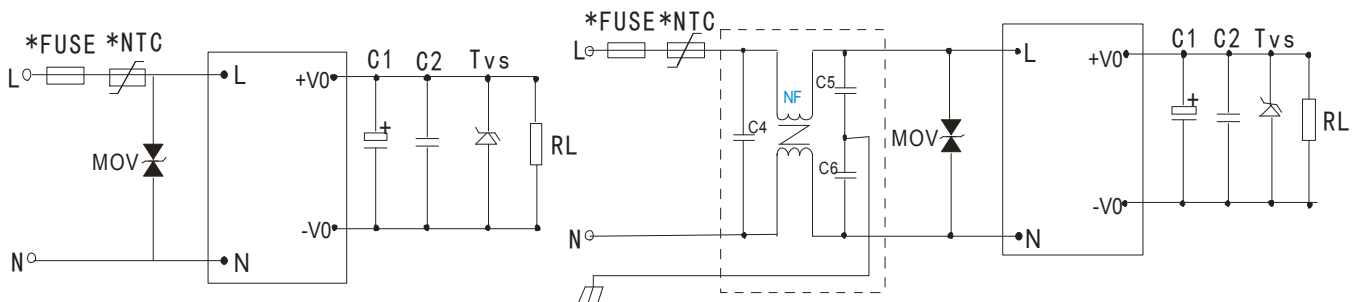 *FUSE *NTC
L
L
+V0
C1
C2
Tvs
+
MOV
RL
-V0
N
N
*FUSE *NTC
L
L
+V0
C1
C2
Tvs
+
NF
C5
C4
C6
MOV
RL
-V0
N
N